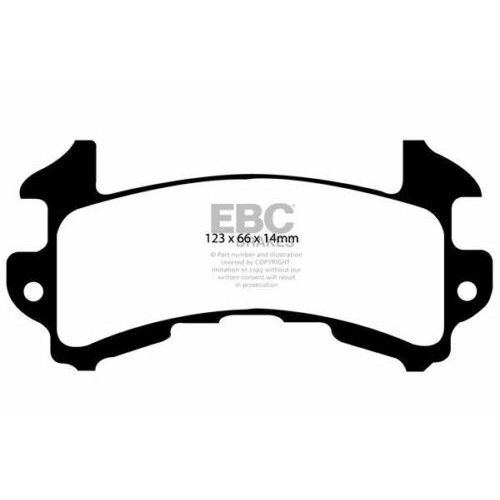 EBC
BRAKES
123 x 66 x 14mm
© Part number and illustration
covered by COPYRIGHT
Imitation or copy without our
written consent will result
in prosecution